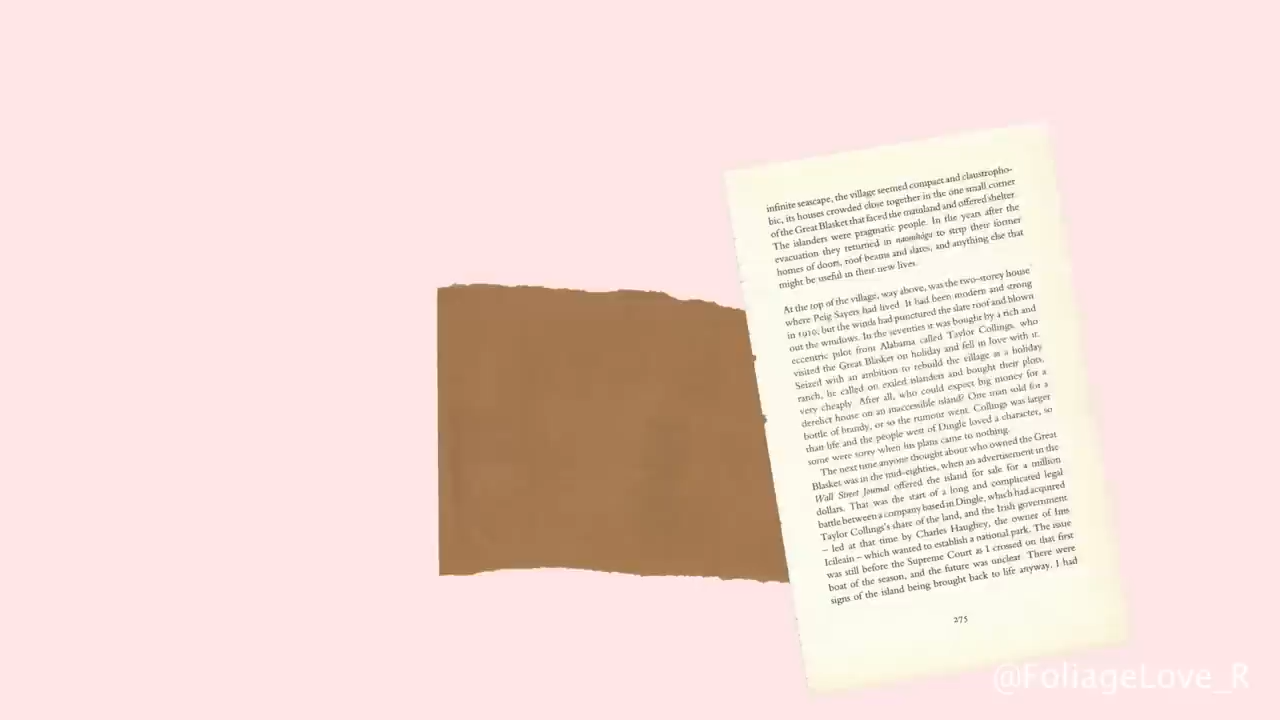 infinite seascape, the village seemed compact and claustropho-
bic, its houses crowded close together in the one small corner
of the Great Blasket that faced the mainland and offered shelter.
The islanders were pragmatic people. In the years after the
evacuation they returned in naomhóga to strip their former
homes of doors, roof beams and slates, and anything else that
might be useful in their new lives.
At the top of the village, way above, was the two-storey house
where Peig Sayers had lived. It had been modern and strong
in 1910, but the winds had punctured the slate roof and blown
out the windows. In the seventies it was bought by a rich and
eccentric pilot from Alabama called Taylor Collings, who
visited the Great Blasket on holiday and fell in love with it.
Seized with an ambition to rebuild the village as a holiday
ranch, he called on exiled islanders and bought their plots,
very cheaply. After all, who could expect big money for a
derelict house on an inaccessible island? One man sold for a
bottle of brandy, or so the rumour went. Collings was larger
than life and the people west of Dingle loved a character, so
some were sorry when his plans came to nothing.
The next time anyone thought about who owned the Great
Blasket was in the mid-eighties, when an advertisement in the
Wall Street Journal offered the island for sale for a million
dollars. That was the start of a long and complicated legal
battle between a company based in Dingle, which had acquired
Taylor Collings's share of the land, and the Irish government
– led at that time by Charles Haughey, the owner of Inis
Icileain – which wanted to establish a national park. The issue
was still before the Supreme Court as I crossed on that first
boat of the season, and the future was unclear. There were
signs of the island being brought back to life anyway. I had
275
@FoliageLove_R